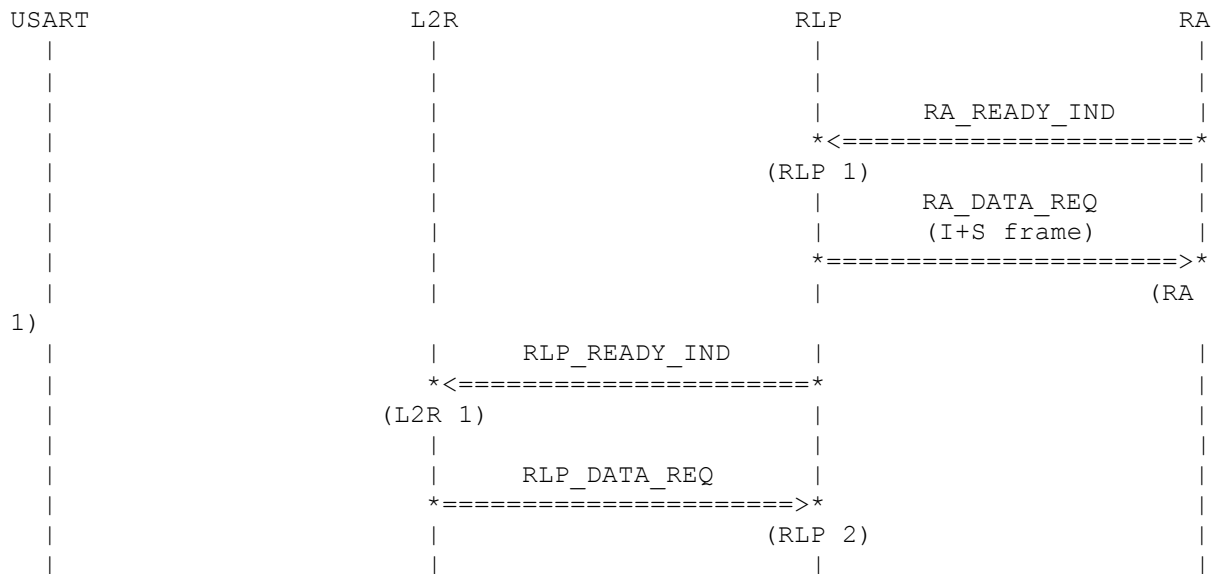 USART L2R RLP RA
| | | |
| | | |
| | | RA_READY_IND |
| | *<======================*
| | (RLP 1) |
| | | RA_DATA_REQ |
| | | (I+S frame) |
| | *======================>*
| | | (RA
1)
| | RLP_READY_IND | |
| *<======================* |
| (L2R 1) | |
| | | |
| | RLP_DATA_REQ | |
| *======================>* |
| | (RLP 2) |
| | | |